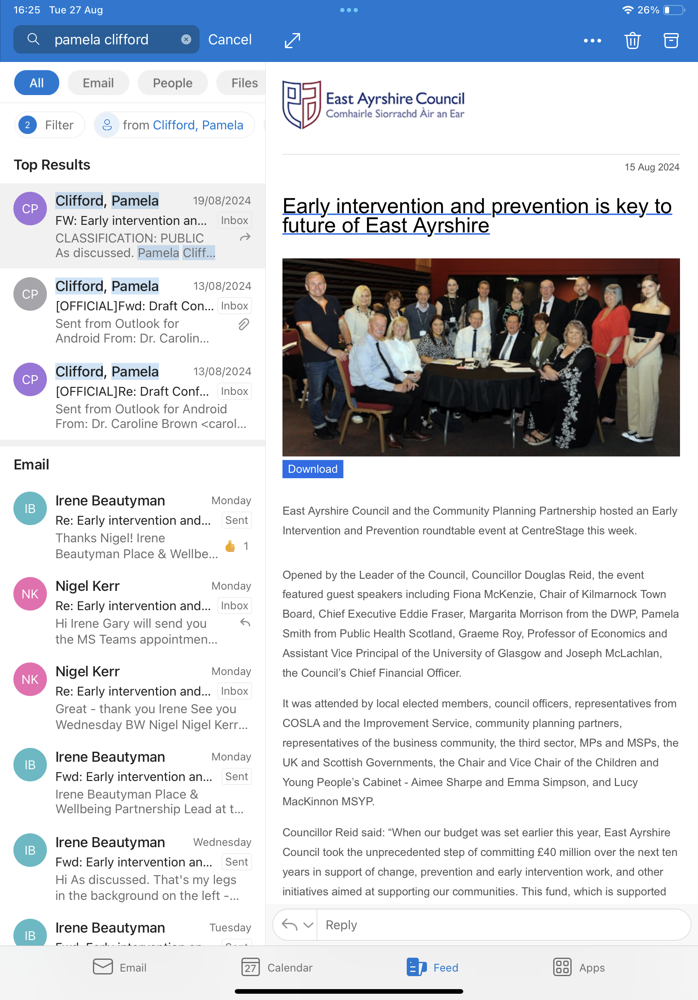 16:25 Tue 27 Aug
26%
pamela clifford
Cancel
All
Email
People
Files
2
Filter
from Clifford, Pamela
Top Results
CP
Clifford, Pamela
19/08/2024
FW: Early intervention an...
Inbox
CLASSIFICATION: PUBLIC
As discussed. Pamela Cliff...
CP
Clifford, Pamela
13/08/2024
[OFFICIAL]Fwd: Draft Con...
Inbox
Sent from Outlook for
Android From: Dr. Carolin...
CP
Clifford, Pamela
13/08/2024
[OFFICIAL]Re: Draft Conf...
Inbox
Sent from Outlook for Android
From: Dr. Caroline Brown <carol...
Email
IB
Irene Beautyman
Monday
Re: Early intervention and...
Sent
Thanks Nigel! Irene
Beautyman Place & Wellbe...
1
NK
Nigel Kerr
Monday
Re: Early intervention and...
Inbox
Hi Irene Gary will send you
the MS Teams appointmen...
NK
Nigel Kerr
Monday
Re: Early intervention and...
Inbox
Great - thank you Irene See you
Wednesday BW Nigel Nigel Kerr...
IB
Irene Beautyman
Monday
Fwd: Early intervention an...
Sent
Irene Beautyman Place &
Wellbeing Partnership Lead at t...
IB
Irene Beautyman
Wednesday
Fwd: Early intervention an...
Sent
Hi As discussed. That's my legs
in the background on the left -...
IB
Irene Beautyman
Tuesday
Fwd: Early intervention an...
Sent
East Ayrshire Council
Comhairle Siorrachd Àir an Ear
15 Aug 2024
Early intervention and prevention is key to
future of East Ayrshire
Download
East Ayrshire Council and the Community Planning Partnership hosted an Early
Intervention and Prevention roundtable event at CentreStage this week.
Opened by the Leader of the Council, Councillor Douglas Reid, the event
featured guest speakers including Fiona McKenzie, Chair of Kilmarnock Town
Board, Chief Executive Eddie Fraser, Margarita Morrison from the DWP, Pamela
Smith from Public Health Scotland, Graeme Roy, Professor of Economics and
Assistant Vice Principal of the University of Glasgow and Joseph McLachlan,
the Council’s Chief Financial Officer.
It was attended by local elected members, council officers, representatives from
COSLA and the Improvement Service, community planning partners,
representatives of the business community, the third sector, MPs and MSPs, the
UK and Scottish Governments, the Chair and Vice Chair of the Children and
Young People’s Cabinet - Aimee Sharpe and Emma Simpson, and Lucy
MacKinnon MSYP.
Councillor Reid said: “When our budget was set earlier this year, East Ayrshire
Council took the unprecedented step of committing £40 million over the next ten
years in support of change, prevention and early intervention work, and other
initiatives aimed at supporting our communities. This fund, which is supported
Reply
Email
27
Calendar
Feed
Apps